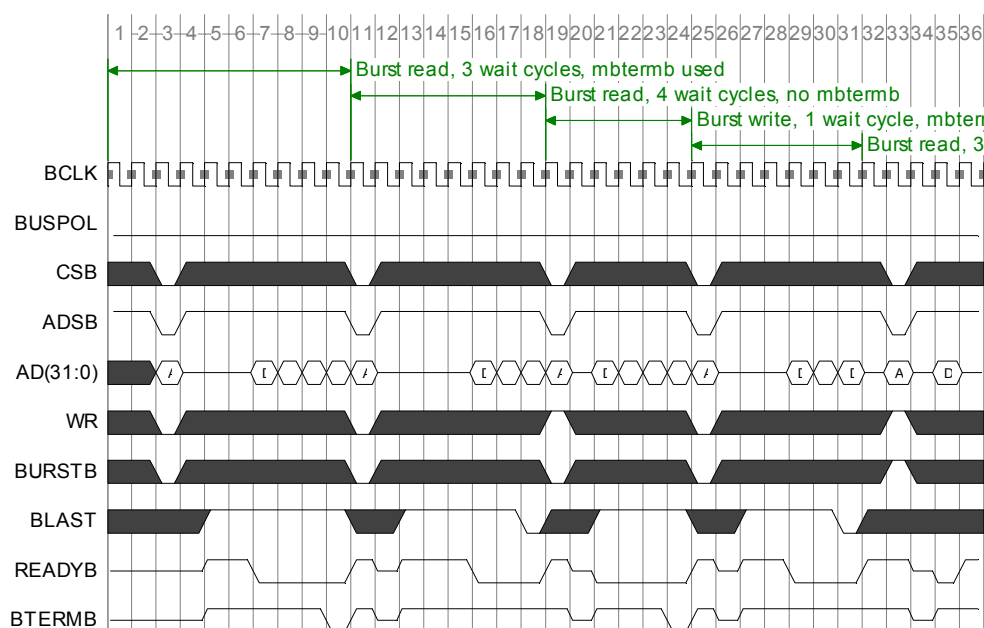 1 2 3 4 5 6 7 8 9 10 11 12 13 14 15 16 17 18 19 20 21 22 23 24 25 26 27 28 29 30 31 32 33 34 35 36
Burst read, 3 wait cycles, mbtermb used
Burst read, 4 wait cycles, no mbtermb
Burst write, 1 wait cycle,
Burst read, 3
BCLK
BUSPOL
CSB
ADSB
AD(31:0) A D
WR
BURSTB
BLAST
READYB
BTERMB